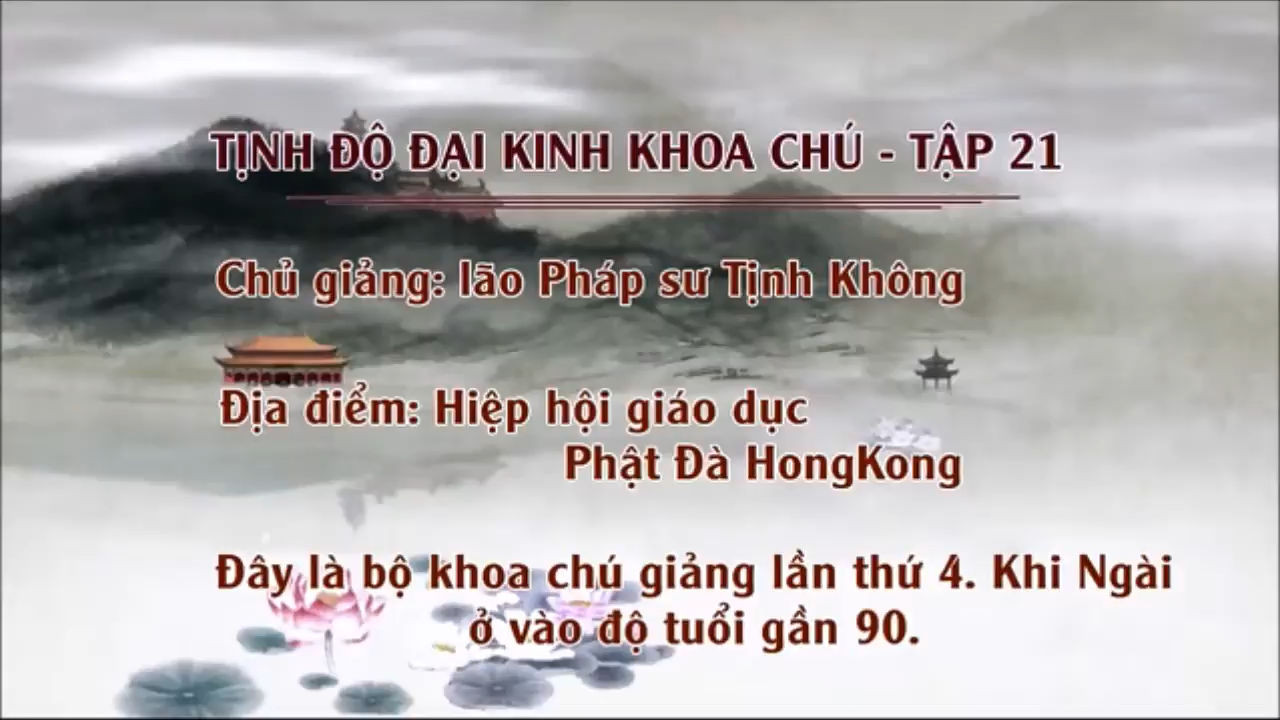 TỊNH ĐỘ ĐẠI KINH KHOA CHÚ - TẬP 21
Chủ giảng: lão Pháp sư Tịnh Không
Địa điểm: Hiệp hội giáo dục
Phật Đà HongKong
Đây là bộ khoa chú giảng lần thứ 4. Khi Ngài
ở vào độ tuổi gần 90.